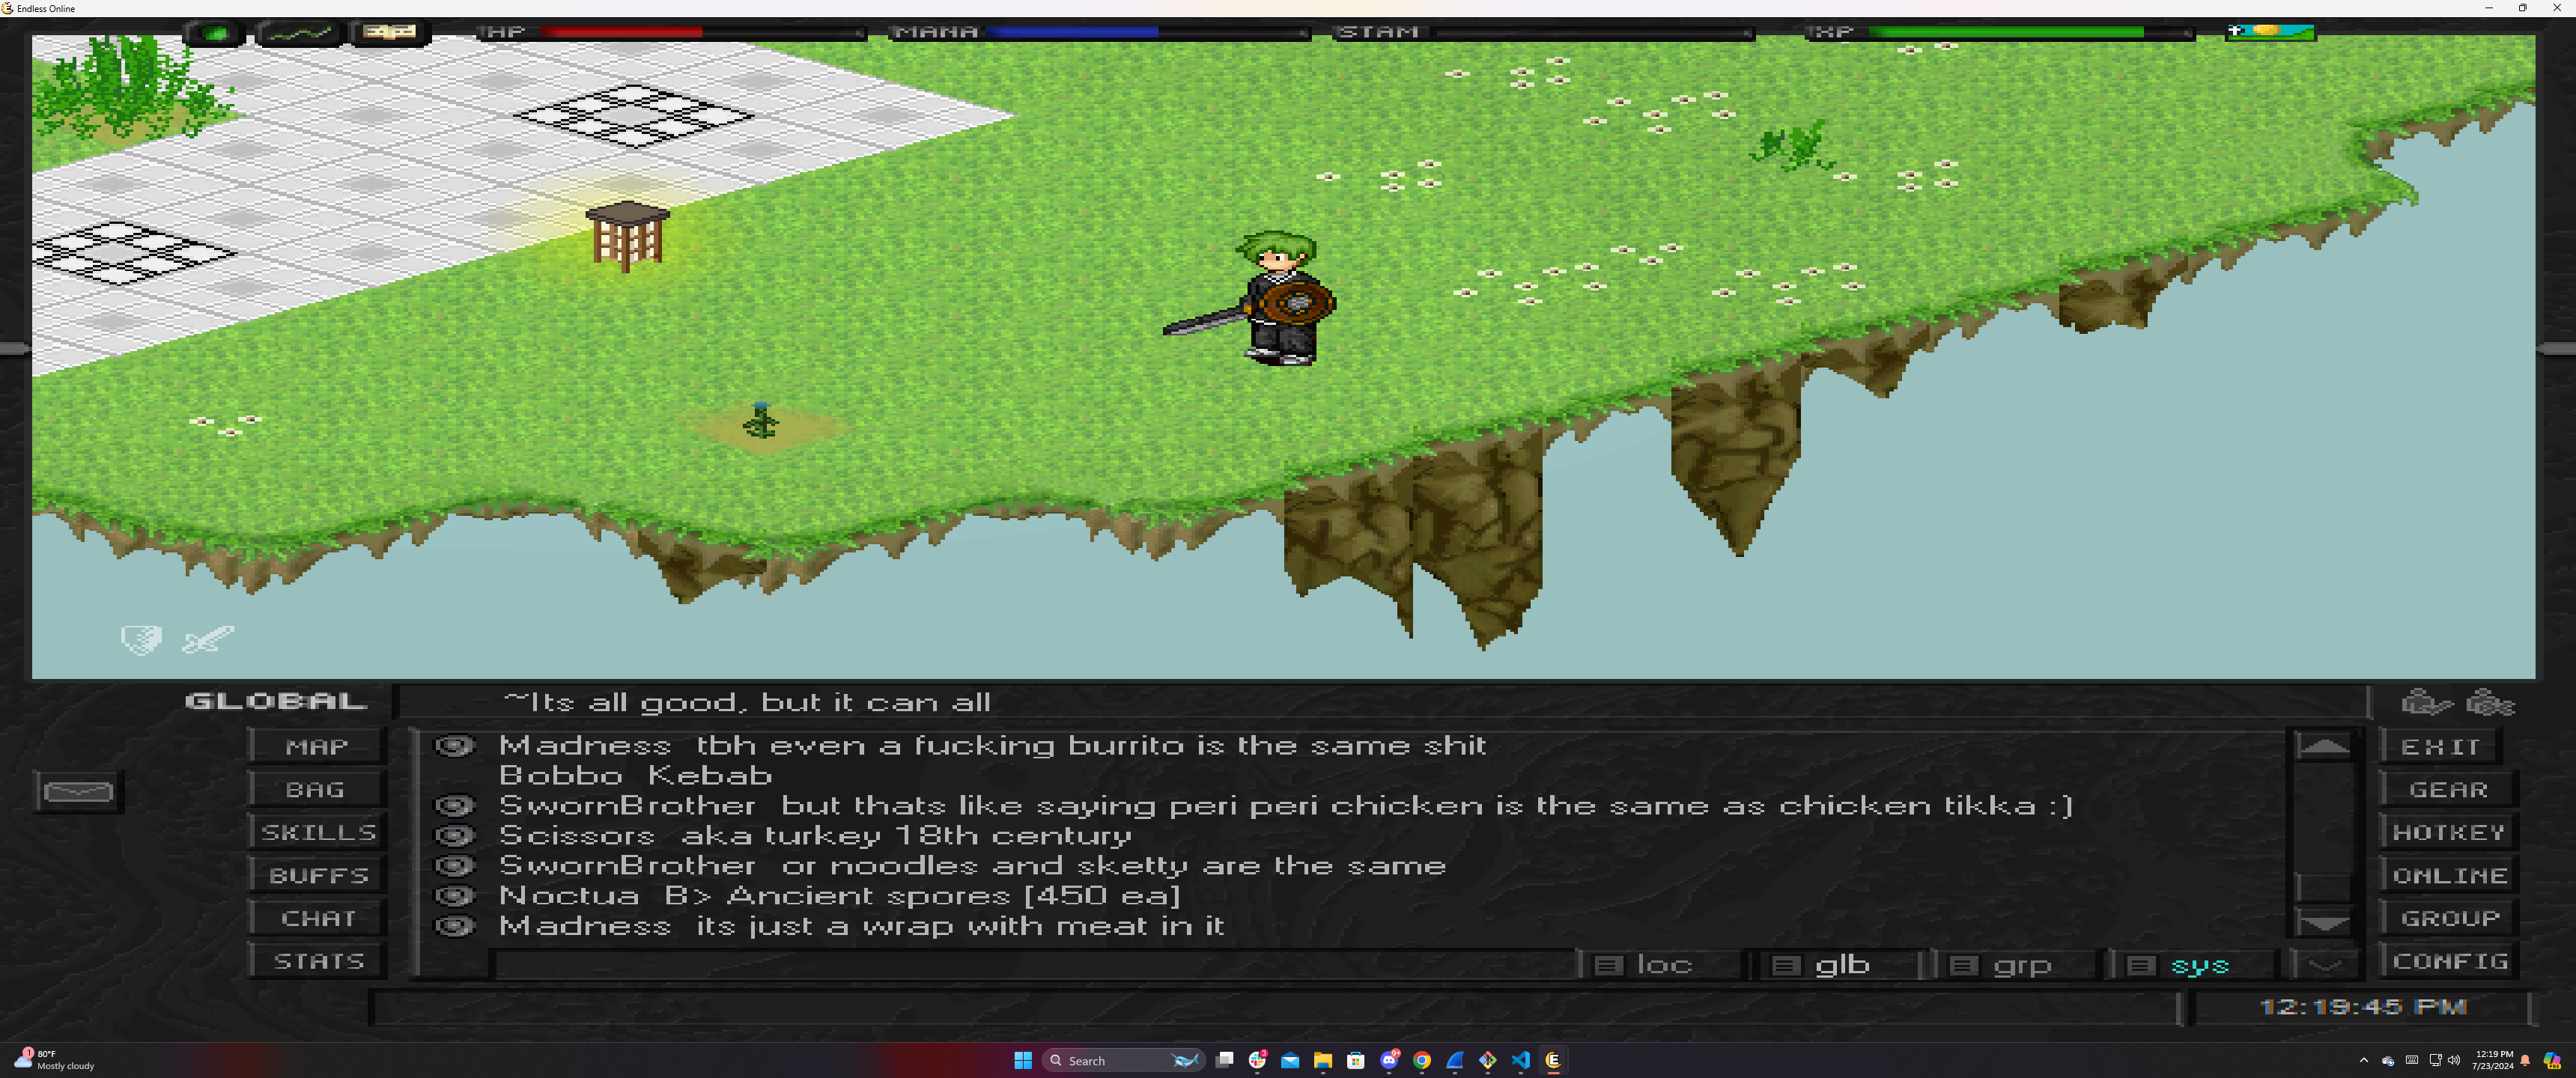 Endless Online
HP
MANA
STAM
XP
GLOBAL
~Its all good, but it can all
MAP
BAG
SKILLS
BUFFS
CHAT
STATS
Madness tbh even a fucking burrito is the same shit
Bobbo Kebab
SwornBrother but thats like saying peri peri chicken is the same as chicken tikka :)
Scissors aka turkey 18th century
SwornBrother or noodles and sketty are the same
Noctua B> Ancient spores [450 ea]
Madness its just a wrap with meat in it
loc
glb
grp
sys
EXIT
GEAR
HOTKEY
ONLINE
GROUP
CONFIG
12:19:45 PM
1
80°F
Mostly cloudy
Search
3
9+
12:19 PM
7/23/2024